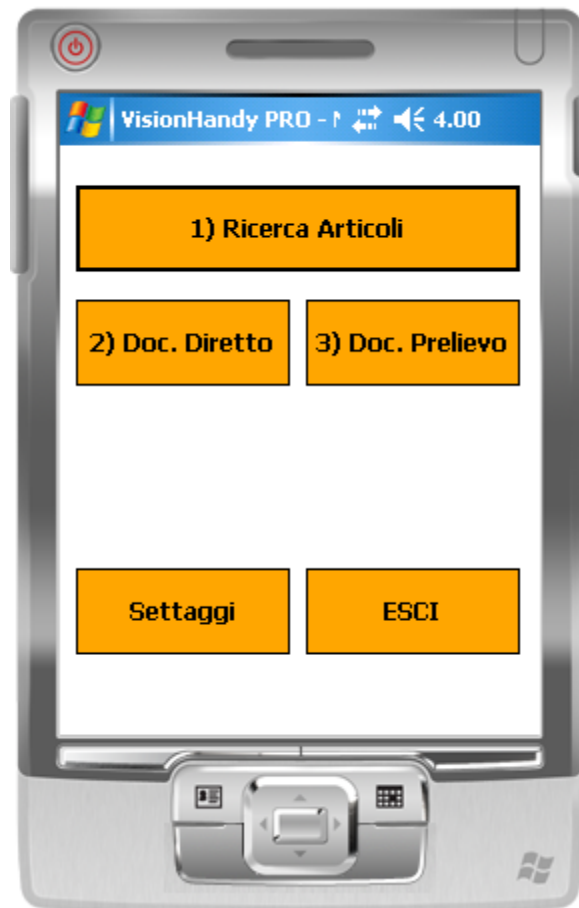 VisionHandy PRO - 4.00
1) Ricerca Articoli
2) Doc. Diretto 3) Doc. Prelievo
Settaggi ESCI